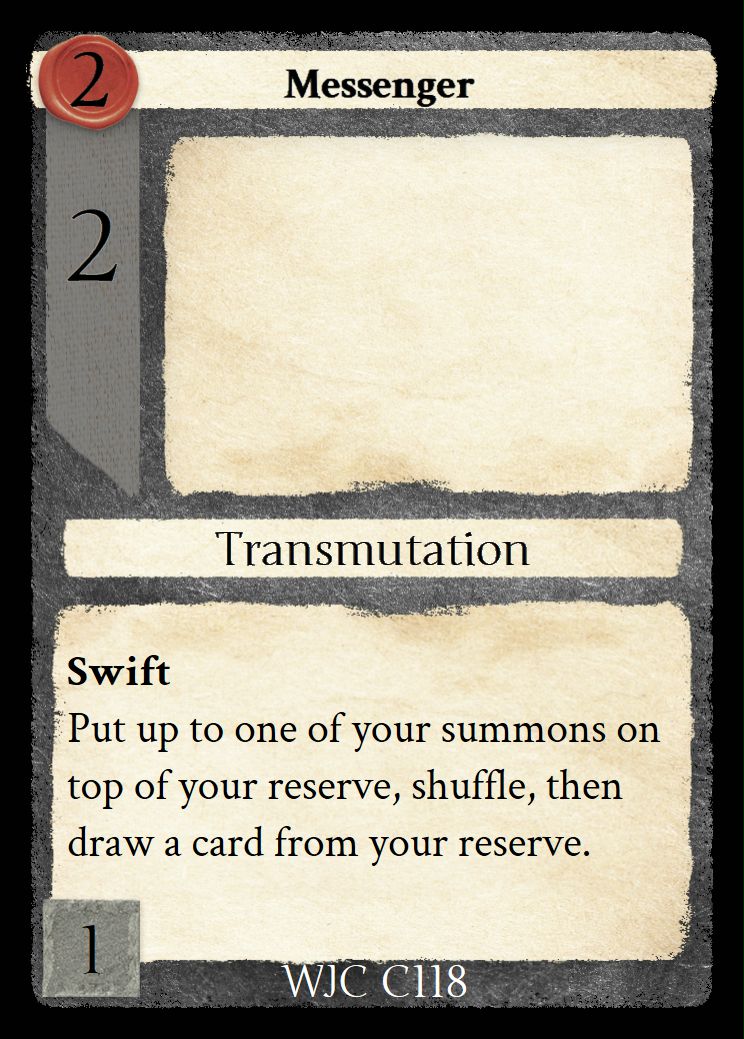 2
Messenger
2
Transmutation
Swift
Put up to one of your summons on
top of your reserve, shuffle, then
draw a card from your reserve.
1
WJC C118